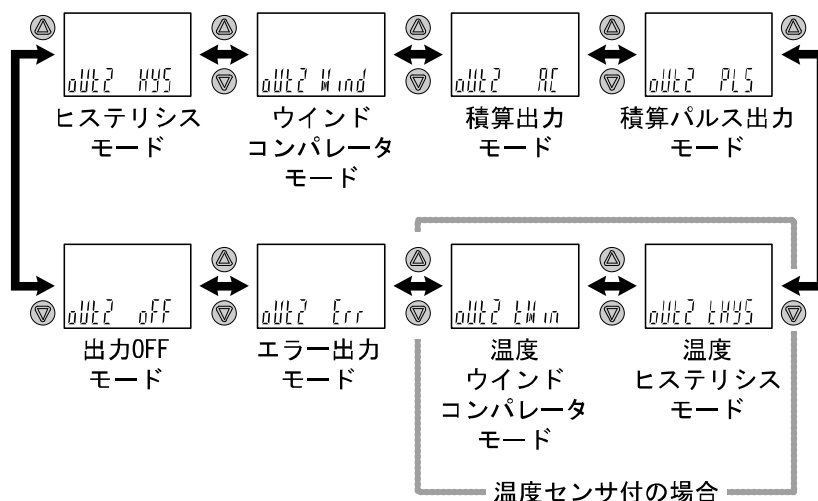 oUt2 HYS
ヒステリシス
モード
oUt2 Wind
ウインド
コンパレータ
モード
oUt2 AC
積算出力
モード
oUt2 PLS
積算パルス出力
モード
oUt2 oFF
出力OFF
モード
oUt2 Err
エラー出力
モード
oUt2 tWin
温度
ウインド
コンパレータ
モード
oUt2 tHYS
温度
ヒステリシス
モード
温度センサ付の場合